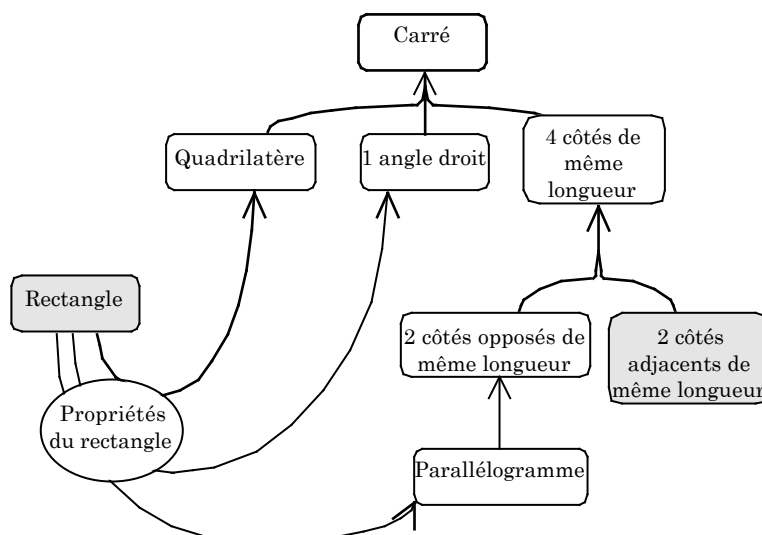 Carré
Quadrilatère
1 angle droit
4 côtés de
même
longueur
Rectangle
2 côtés opposés de
même longueur
2 côtés
adjacents de
même longueur
Propriétés
du rectangle
Parallélogramme